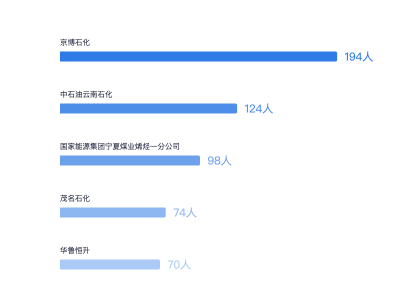 京博石化
194人
中石油云南石化
124人
国家能源集团宁夏煤业烯烃一分公司
98人
茂名石化
74人
华鲁恒升
70人